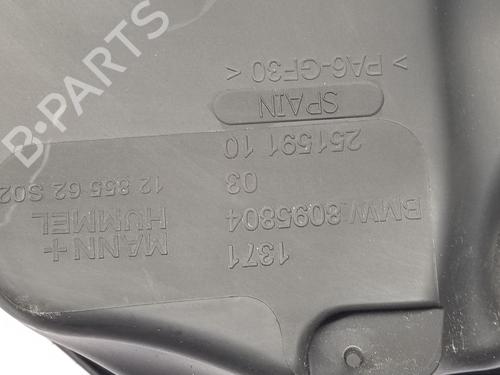 1371
BMW.8095804
03
25159110
SPAIN
> PA6-GF30 <
MANN+
HUMMEL
12 855 62 S02
B-PARTS